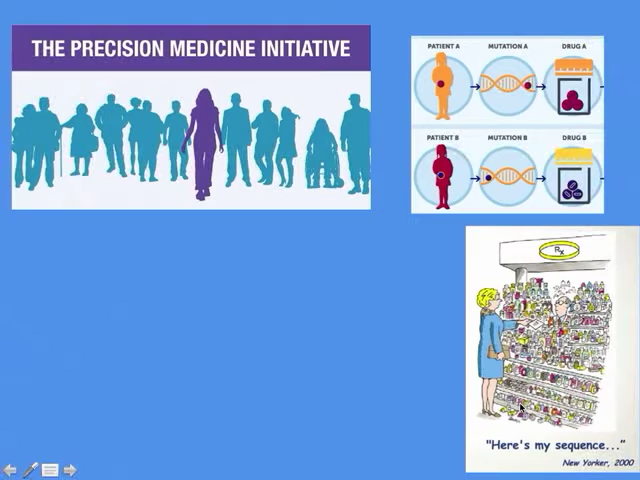 THE PRECISION MEDICINE INITIATIVE
PATIENT A MUTATION A DRUG A
PATIENT B MUTATION B DRUG B
Rx
"Here's my sequence..."
New Yorker, 2000